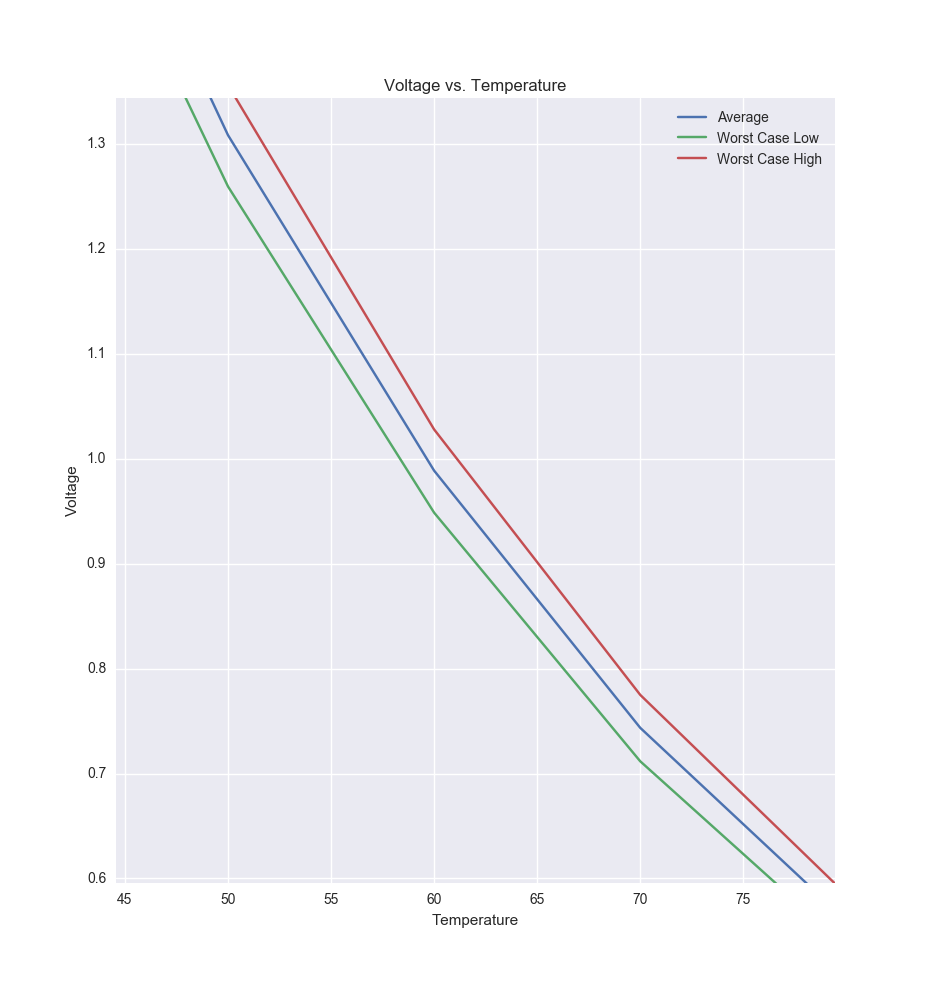 Voltage vs. Temperature
Average
Worst Case Low
Worst Case High
1.3
1.2
1.1
1.0
0.9
0.8
0.7
0.6
Voltage
45 50 55 60 65 70 75
Temperature